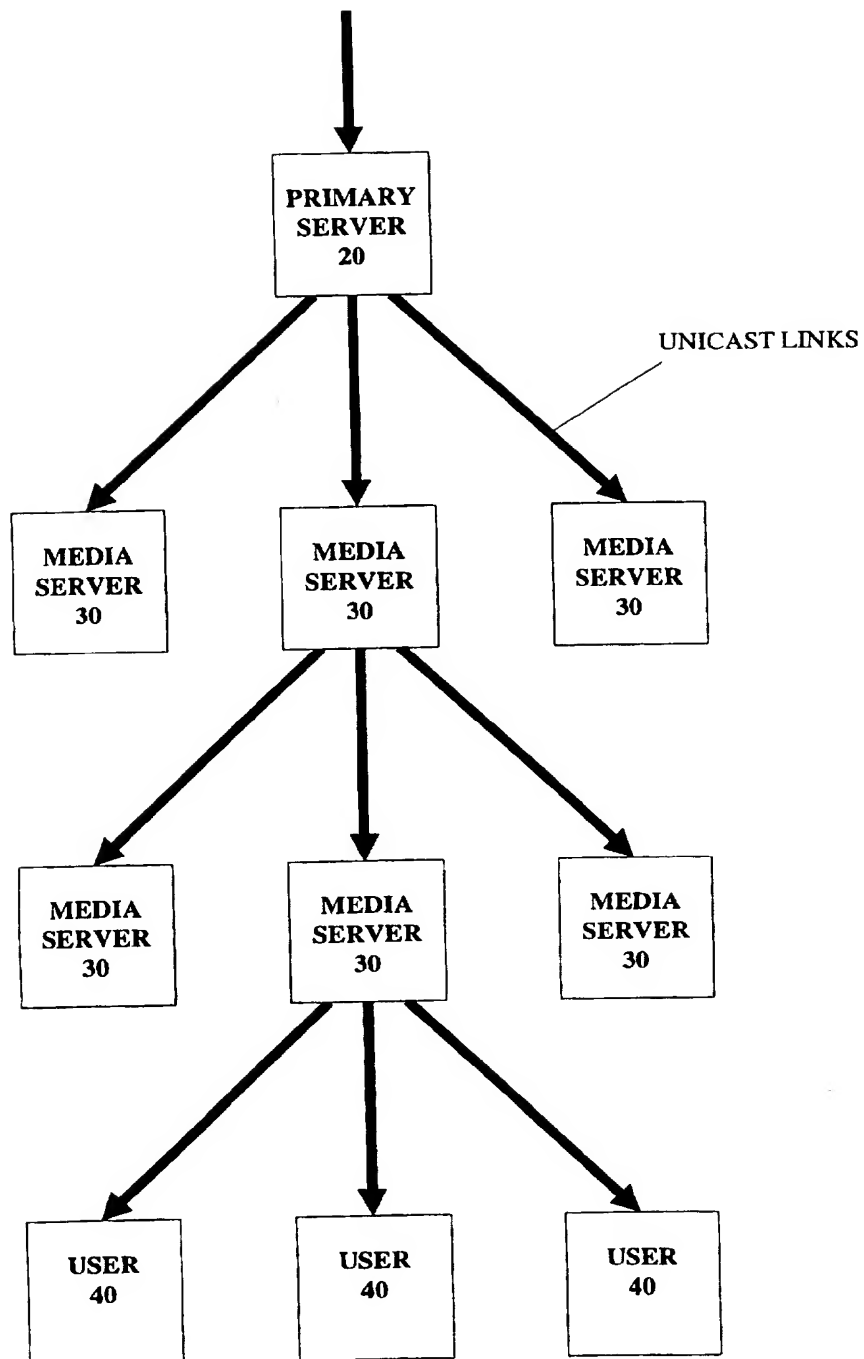 PRIMARY
SERVER
20
UNICAST LINKS
MEDIA
SERVER
30
MEDIA
SERVER
30
MEDIA
SERVER
30
MEDIA
SERVER
30
MEDIA
SERVER
30
MEDIA
SERVER
30
USER
40
USER
40
USER
40